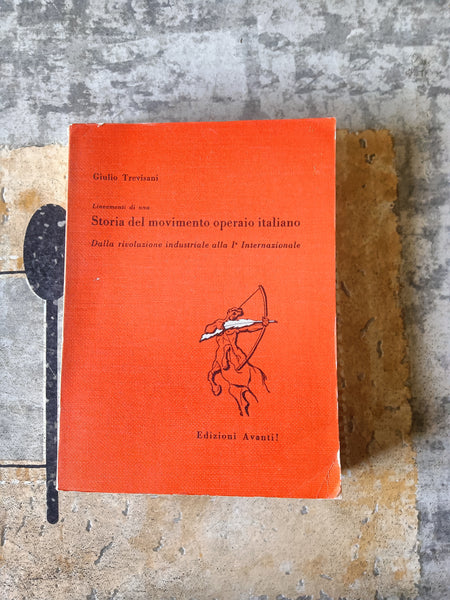 Giulio Trevisani
Lineamenti di una
Storia del movimento operaio italiano
Dalla rivoluzione industriale alla Iª Internazionale
Edizioni Avanti!